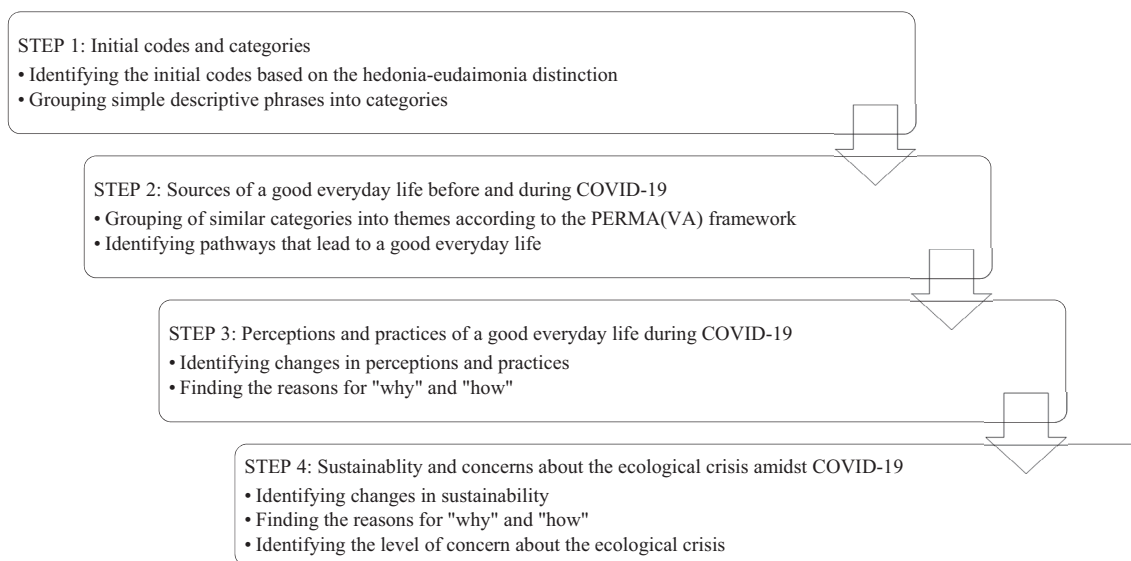 STEP 1: Initial codes and categories
• Identifying the initial codes based on the hedonia-eudaimonia distinction
• Grouping simple descriptive phrases into categories
STEP 2: Sources of a good everyday life before and during COVID-19
• Grouping of similar categories into themes according to the PERMA(VA) framework
• Identifying pathways that lead to a good everyday life
STEP 3: Perceptions and practices of a good everyday life during COVID-19
• Identifying changes in perceptions and practices
• Finding the reasons for "why" and "how"
STEP 4: Sustainablity and concerns about the ecological crisis amidst COVID-19
• Identifying changes in sustainability
• Finding the reasons for "why" and "how"
• Identifying the level of concern about the ecological crisis